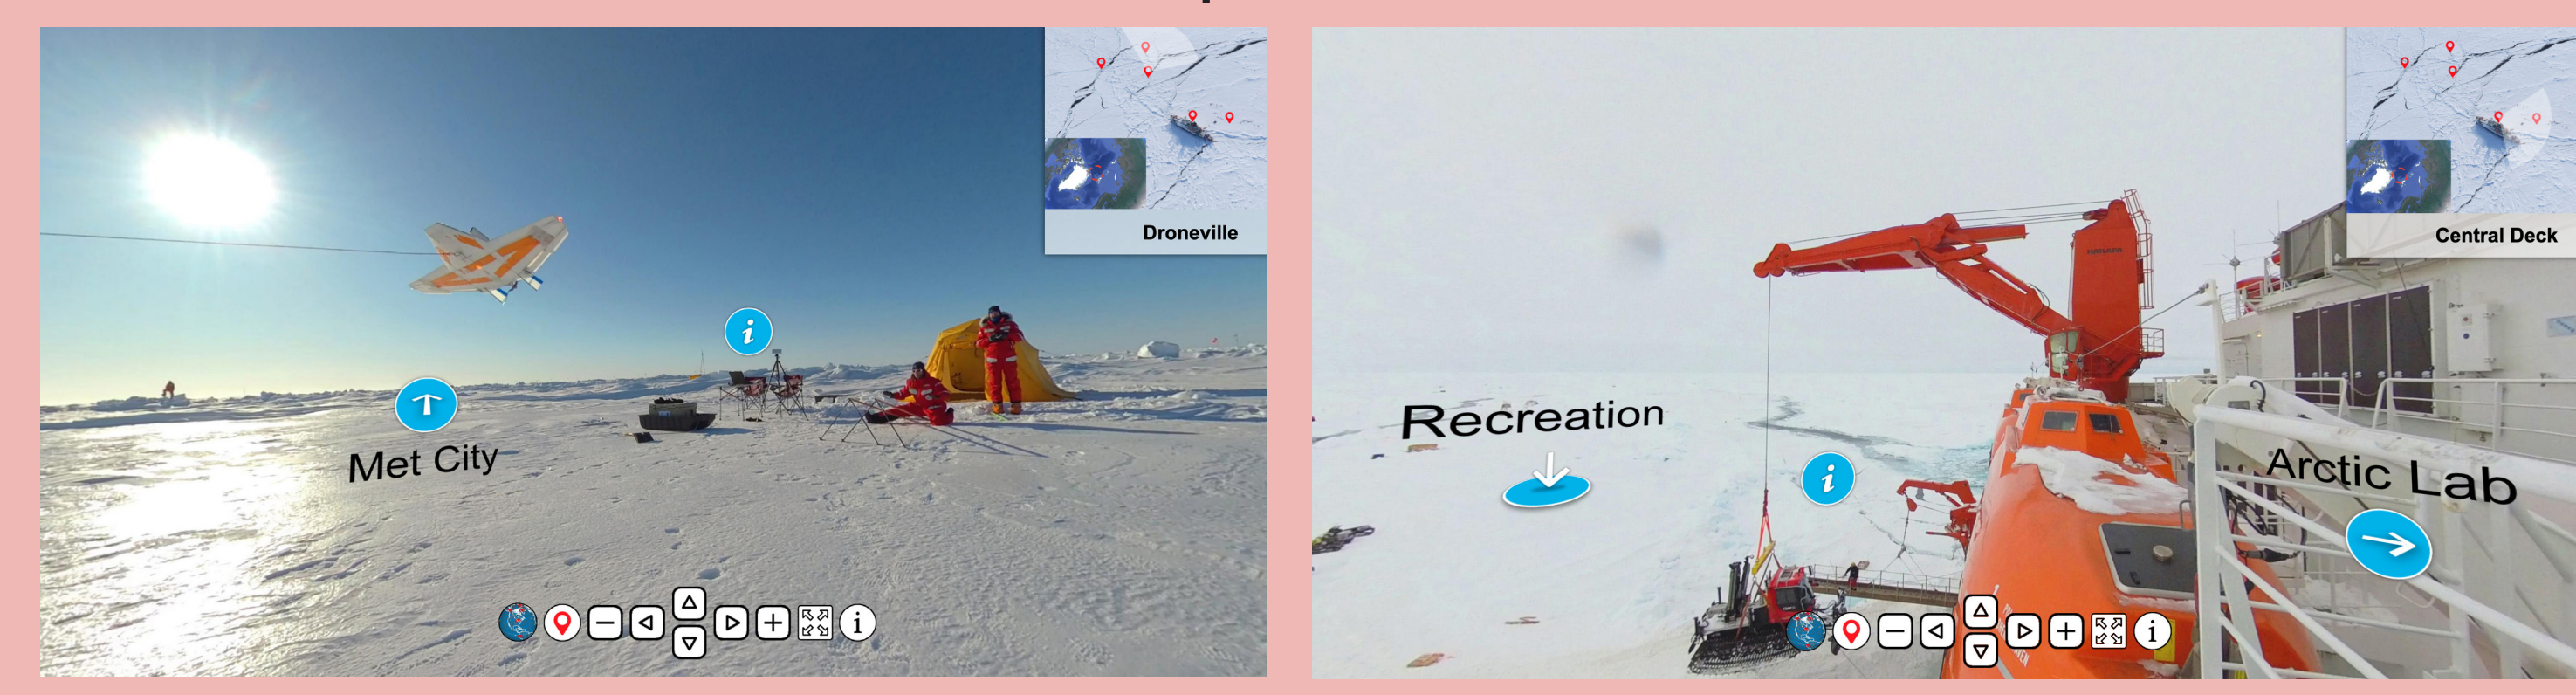 Droneville
i
Met City
i
Central Deck
Recreation
i
Arctic Lab
i